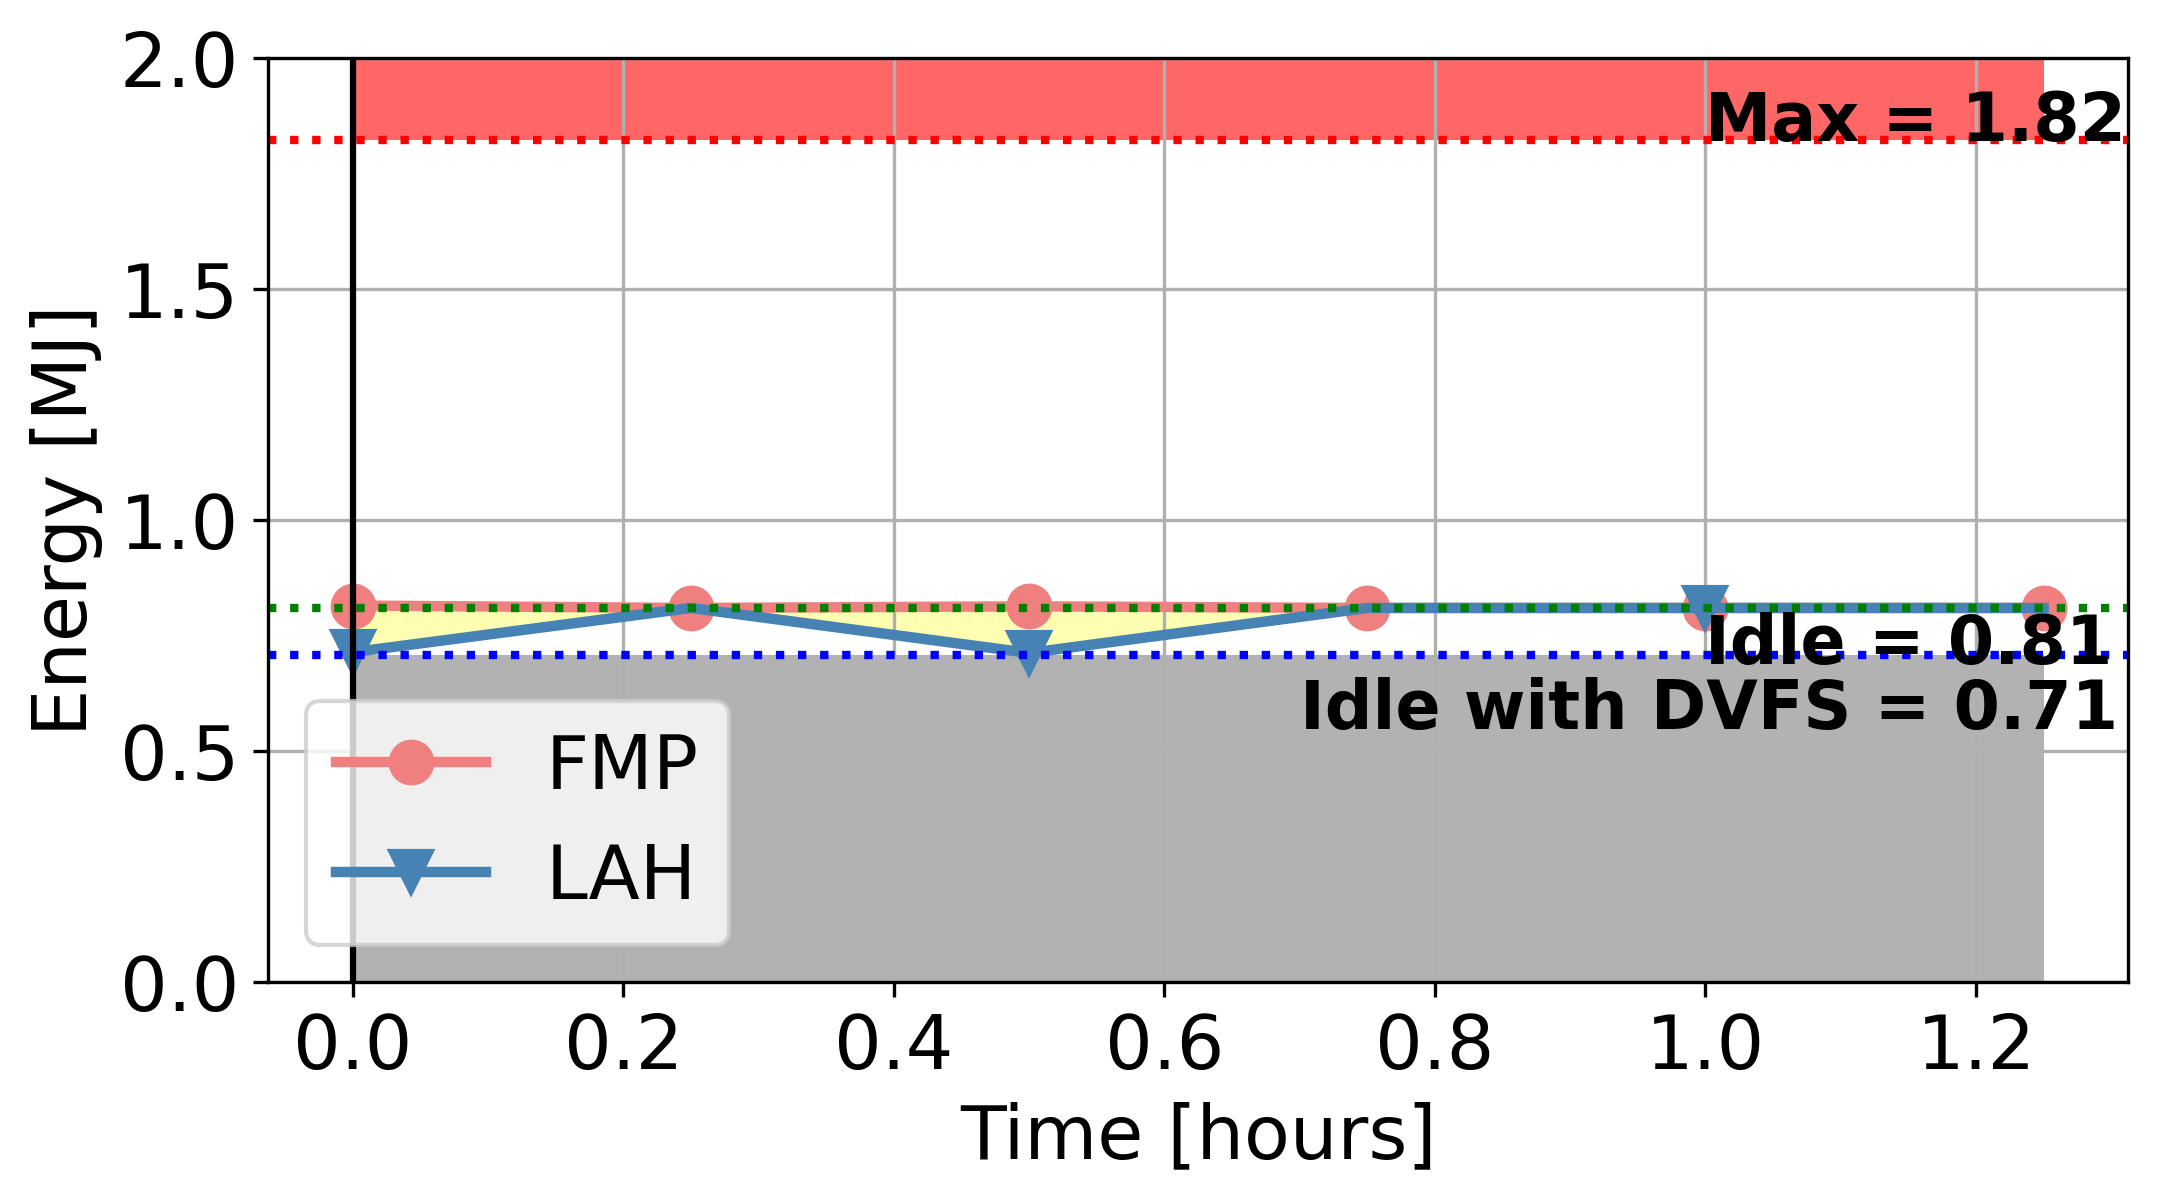 2.0
1.5
1.0
0.5
0.0
Energy [MJ]
Max = 1.82
Idle = 0.81
Idle with DVFS = 0.71
FMP
LAH
0.0 0.2 0.4 0.6 0.8 1.0 1.2
Time [hours]